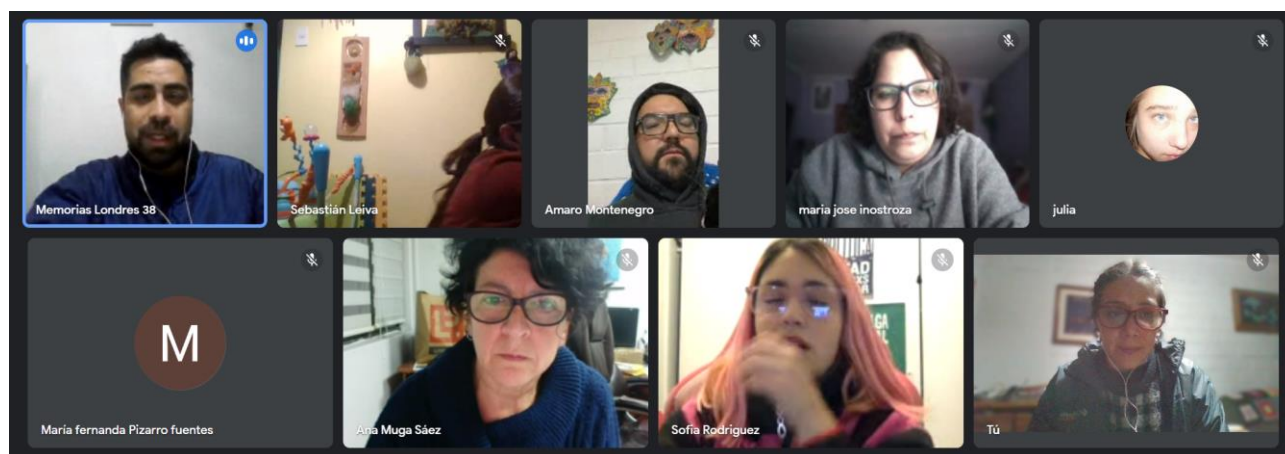 Memorias Londres 38
Sebastián Leiva
Amaro Montenegro
maria jose inostroza
julia
M
María fernanda Pizarro fuentes
Ana Muga Sáez
Sofía Rodriguez
Tú